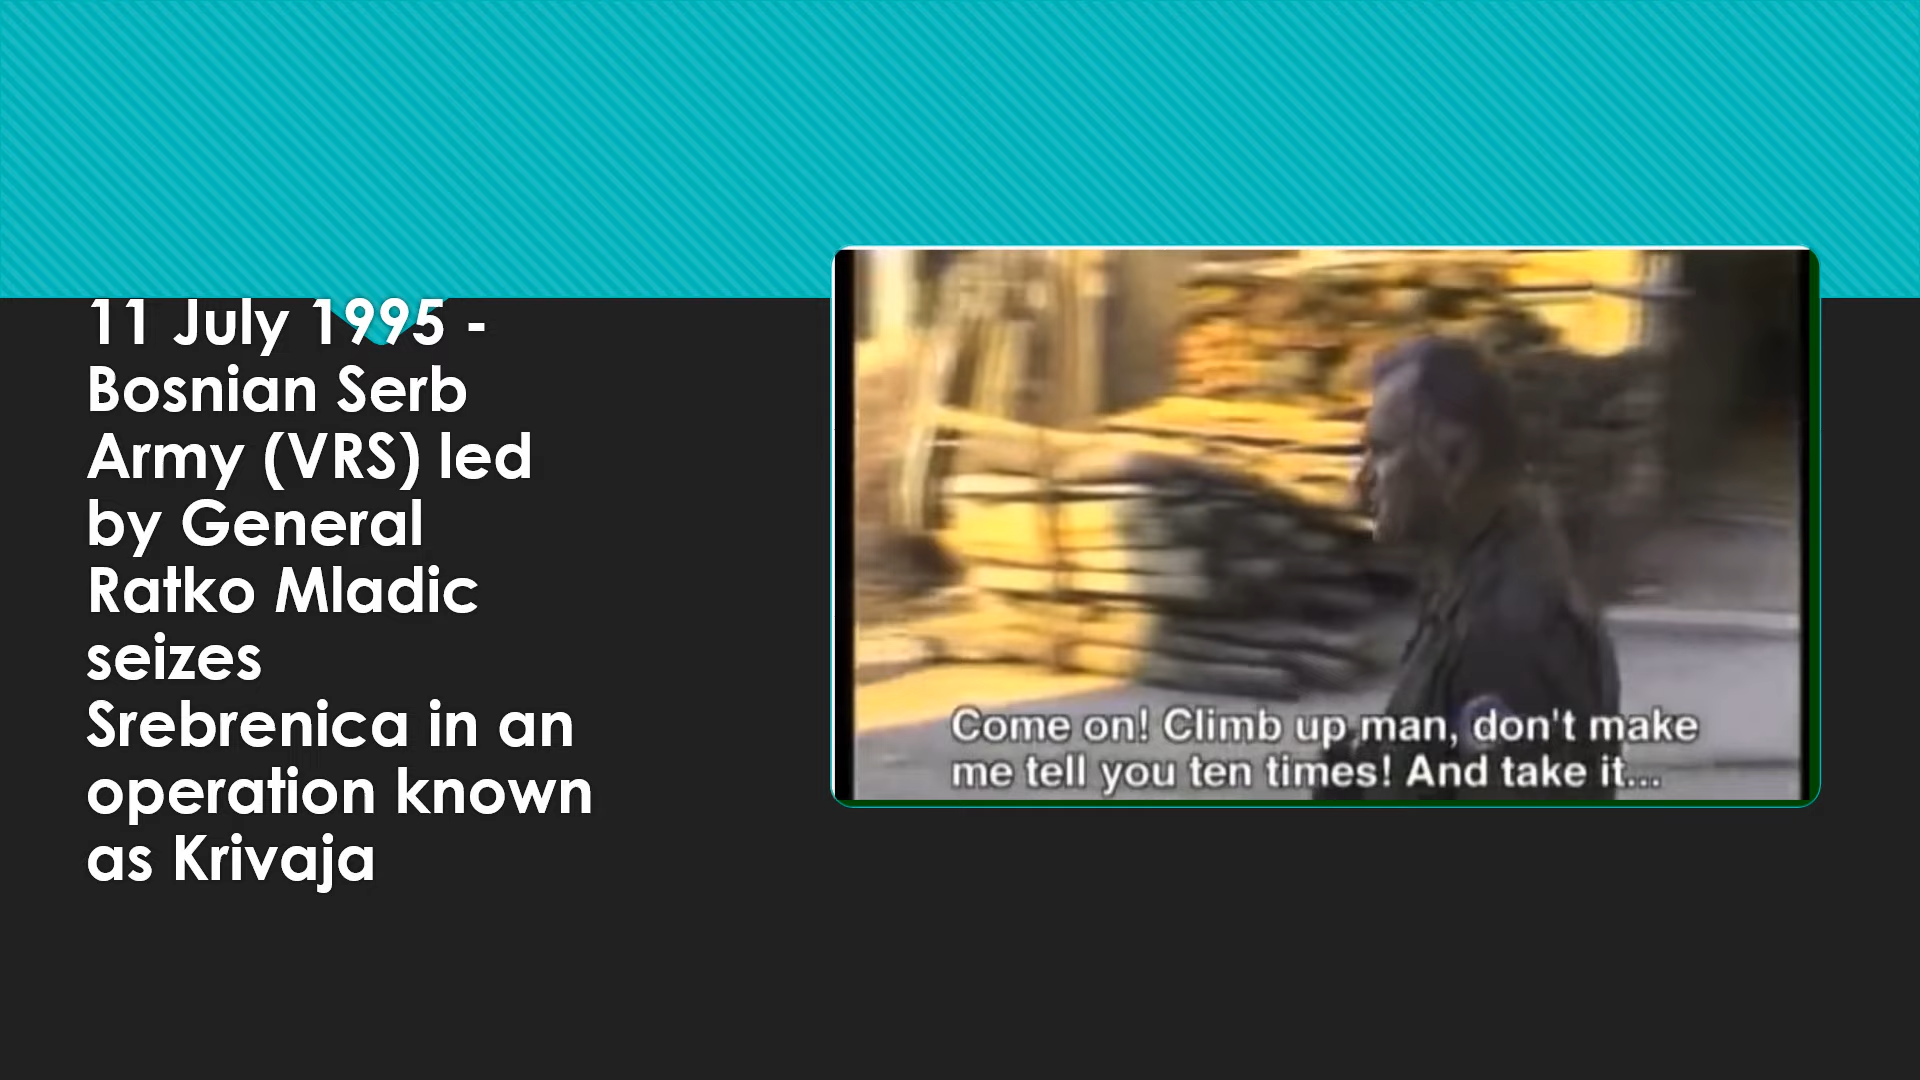 11 July 1995 -
Bosnian Serb
Army (VRS) led
by General
Ratko Mladic
seizes
Srebrenica in an
operation known
as Krivaja
Come on! Climb up man, don't make
me tell you ten times! And take it...